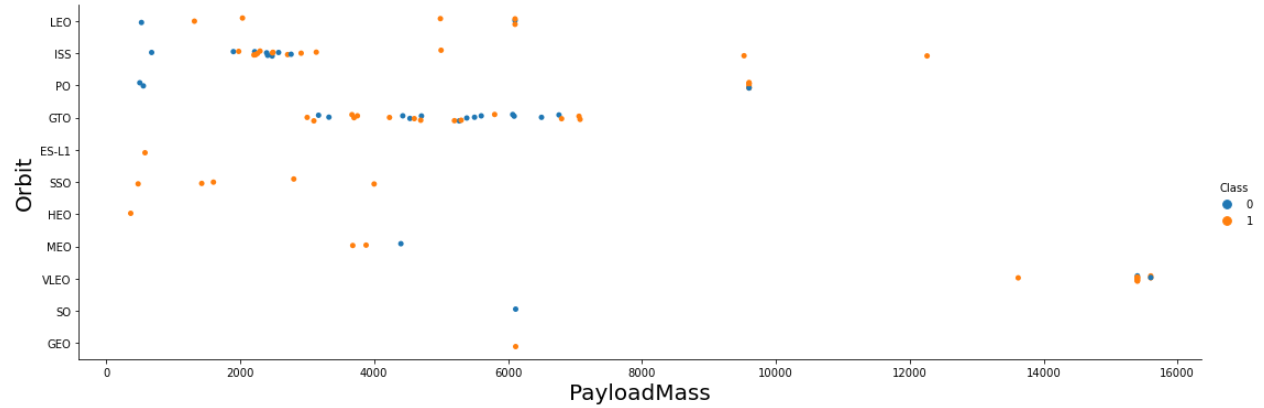 LEO
ISS
PO
GTO
ES-L1
SSO
HEO
MEO
VLEO
SO
GEO
Orbit
0 2000 4000 6000 8000 10000 12000 14000 16000
PayloadMass
Class
0
1